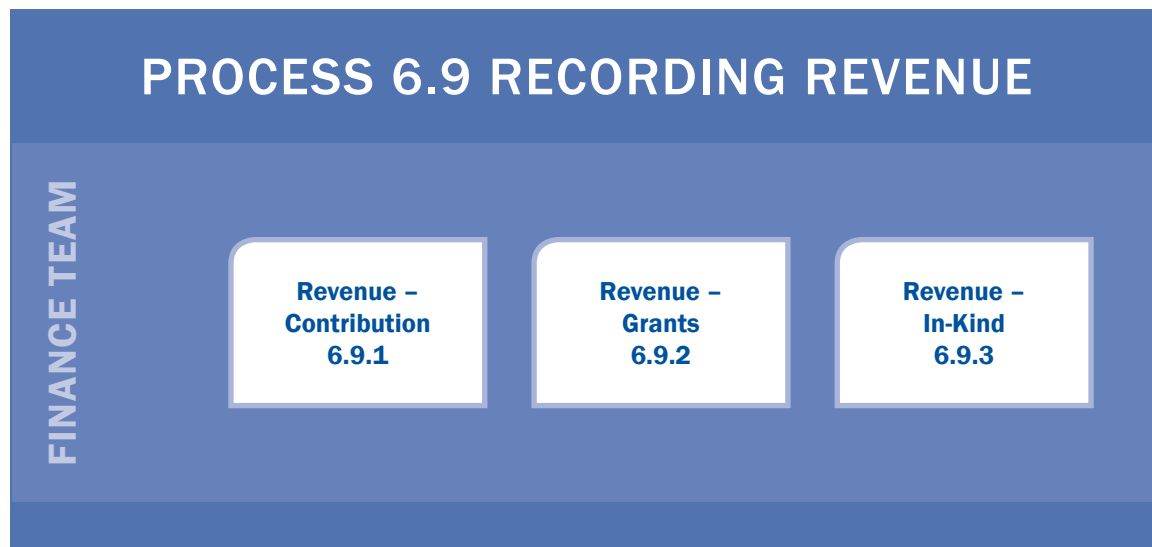 PROCESS 6.9 RECORDING REVENUE
FINANCE TEAM
Revenue –
Contribution
6.9.1
Revenue –
Grants
6.9.2
Revenue –
In-Kind
6.9.3